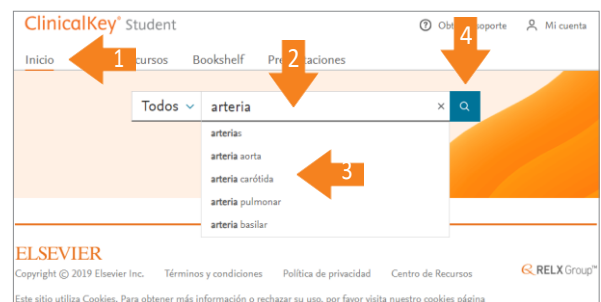 ClinicalKey® Student
Obt soporte Mi cuenta
Inicio cursos Bookshelf Pr aciones
1
2
4
Todos arteria ×
arterias
arteria aorta
arteria carótida
3
arteria pulmonar
arteria basilar
ELSEVIER
Copyright © 2019 Elsevier Inc. Términos y condiciones Política de privacidad Centro de Recursos
RELX Group™
Este sitio utiliza Cookies. Para obtener más información o rechazar su uso, por favor visita nuestro cookies página